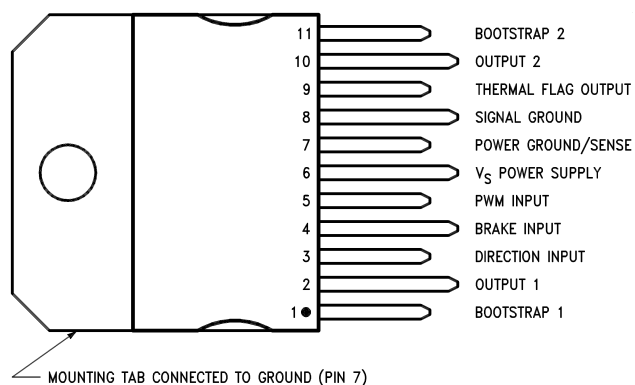 11 BOOTSTRAP 2
10 OUTPUT 2
9 THERMAL FLAG OUTPUT
8 SIGNAL GROUND
7 POWER GROUND/SENSE
6 VS POWER SUPPLY
5 PWM INPUT
4 BRAKE INPUT
3 DIRECTION INPUT
2 OUTPUT 1
1 BOOTSTRAP 1
MOUNTING TAB CONNECTED TO GROUND (PIN 7)